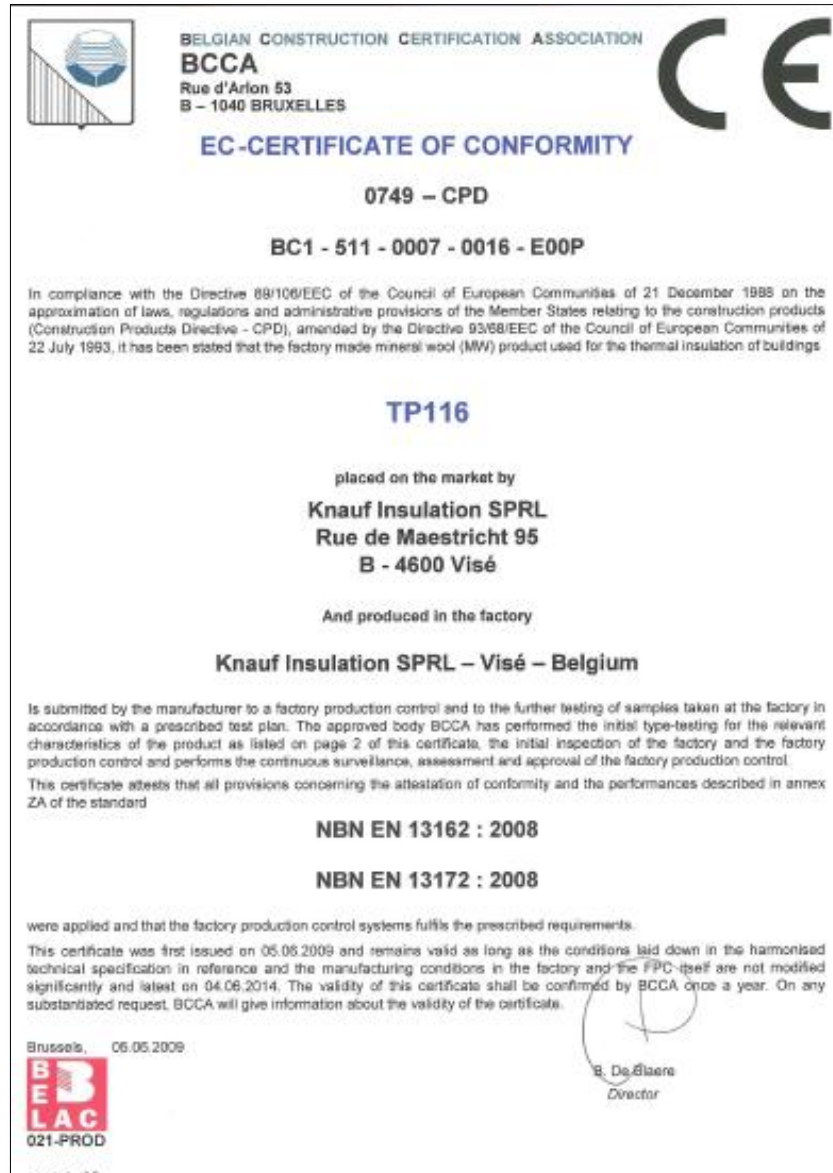 BELGIAN CONSTRUCTION CERTIFICATION ASSOCIATION
BCCA
Rue d'Arlon 53
B – 1040 BRUXELLES
CE
EC-CERTIFICATE OF CONFORMITY
0749 – CPD
BC1 - 511 - 0007 - 0016 - E00P
In compliance with the Directive 89/106/EEC of the Council of European Communities of 21 December 1988 on the
approximation of laws, regulations and administrative provisions of the Member States relating to the construction products
(Construction Products Directive - CPD), amended by the Directive 93/68/EEC of the Council of European Communities of
22 July 1993, it has been stated that the factory made mineral wool (MW) product used for the thermal insulation of buildings
TP116
placed on the market by
Knauf Insulation SPRL
Rue de Maestricht 95
B - 4600 Visé
And produced in the factory
Knauf Insulation SPRL – Visé – Belgium
Is submitted by the manufacturer to a factory production control and to the further testing of samples taken at the factory in
accordance with a prescribed test plan. The approved body BCCA has performed the initial type-testing for the relevant
characteristics of the product as listed on page 2 of this certificate, the initial inspection of the factory and the factory
production control and performs the continuous surveillance, assessment and approval of the factory production control.
This certificate attests that all provisions concerning the attestation of conformity and the performances described in annex
ZA of the standard
NBN EN 13162 : 2008
NBN EN 13172 : 2008
were applied and that the factory production control systems fulfils the prescribed requirements.
This certificate was first issued on 05.06.2009 and remains valid as long as the conditions laid down in the harmonised
technical specification in reference and the manufacturing conditions in the factory and the FPC itself are not modified
significantly and latest on 04.06.2014. The validity of this certificate shall be confirmed by BCCA once a year. On any
substantiated request, BCCA will give information about the validity of the certificate.
Brussels, 05.06.2009
B. De Blaere
Director
BELAC
021-PROD